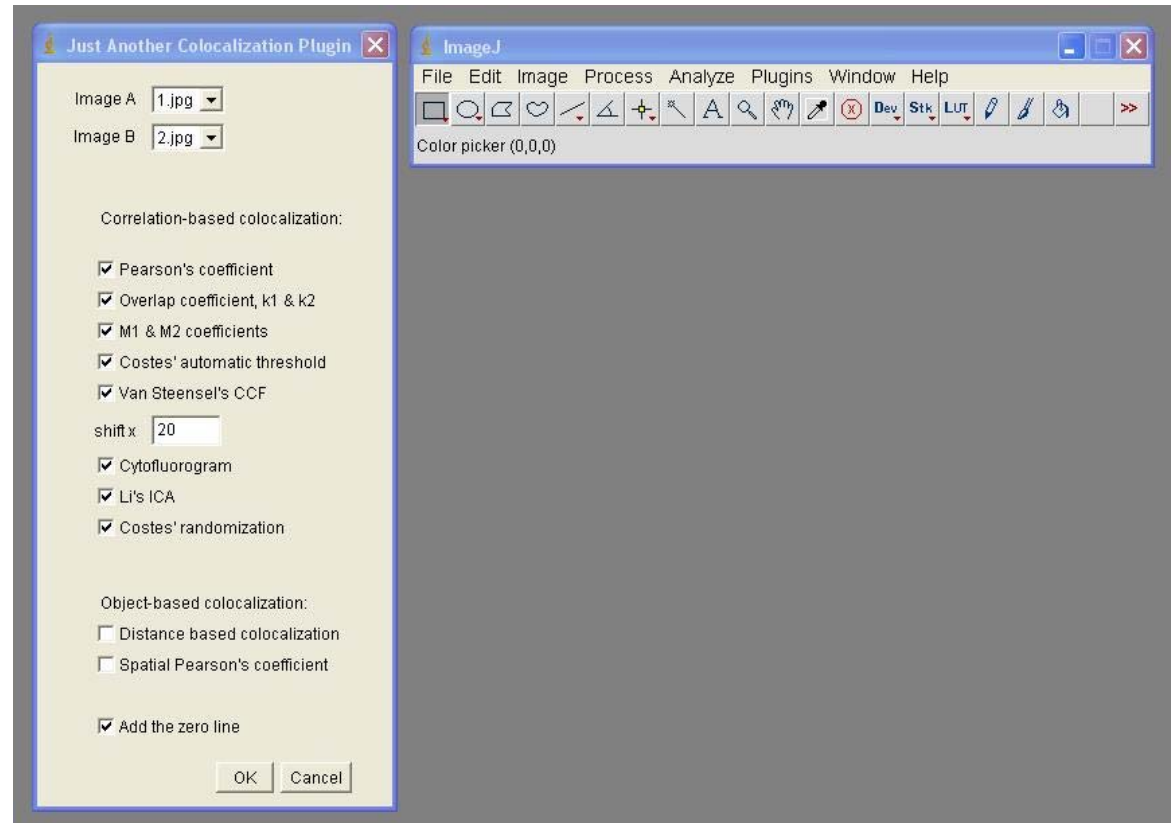 Just Another Colocalization Plugin
Image A 1.jpg
Image B 2.jpg
Correlation-based colocalization:
Pearson's coefficient
Overlap coefficient, k1 & k2
M1 & M2 coefficients
Costes' automatic threshold
Van Steensel's CCF
shift x 20
Cytofluorogram
Li's ICA
Costes' randomization
Object-based colocalization:
Distance based colocalization
Spatial Pearson's coefficient
Add the zero line
OK Cancel
ImageJ
File Edit Image Process Analyze Plugins Window Help
A Dev Stk LUT >>
Color picker (0,0,0)